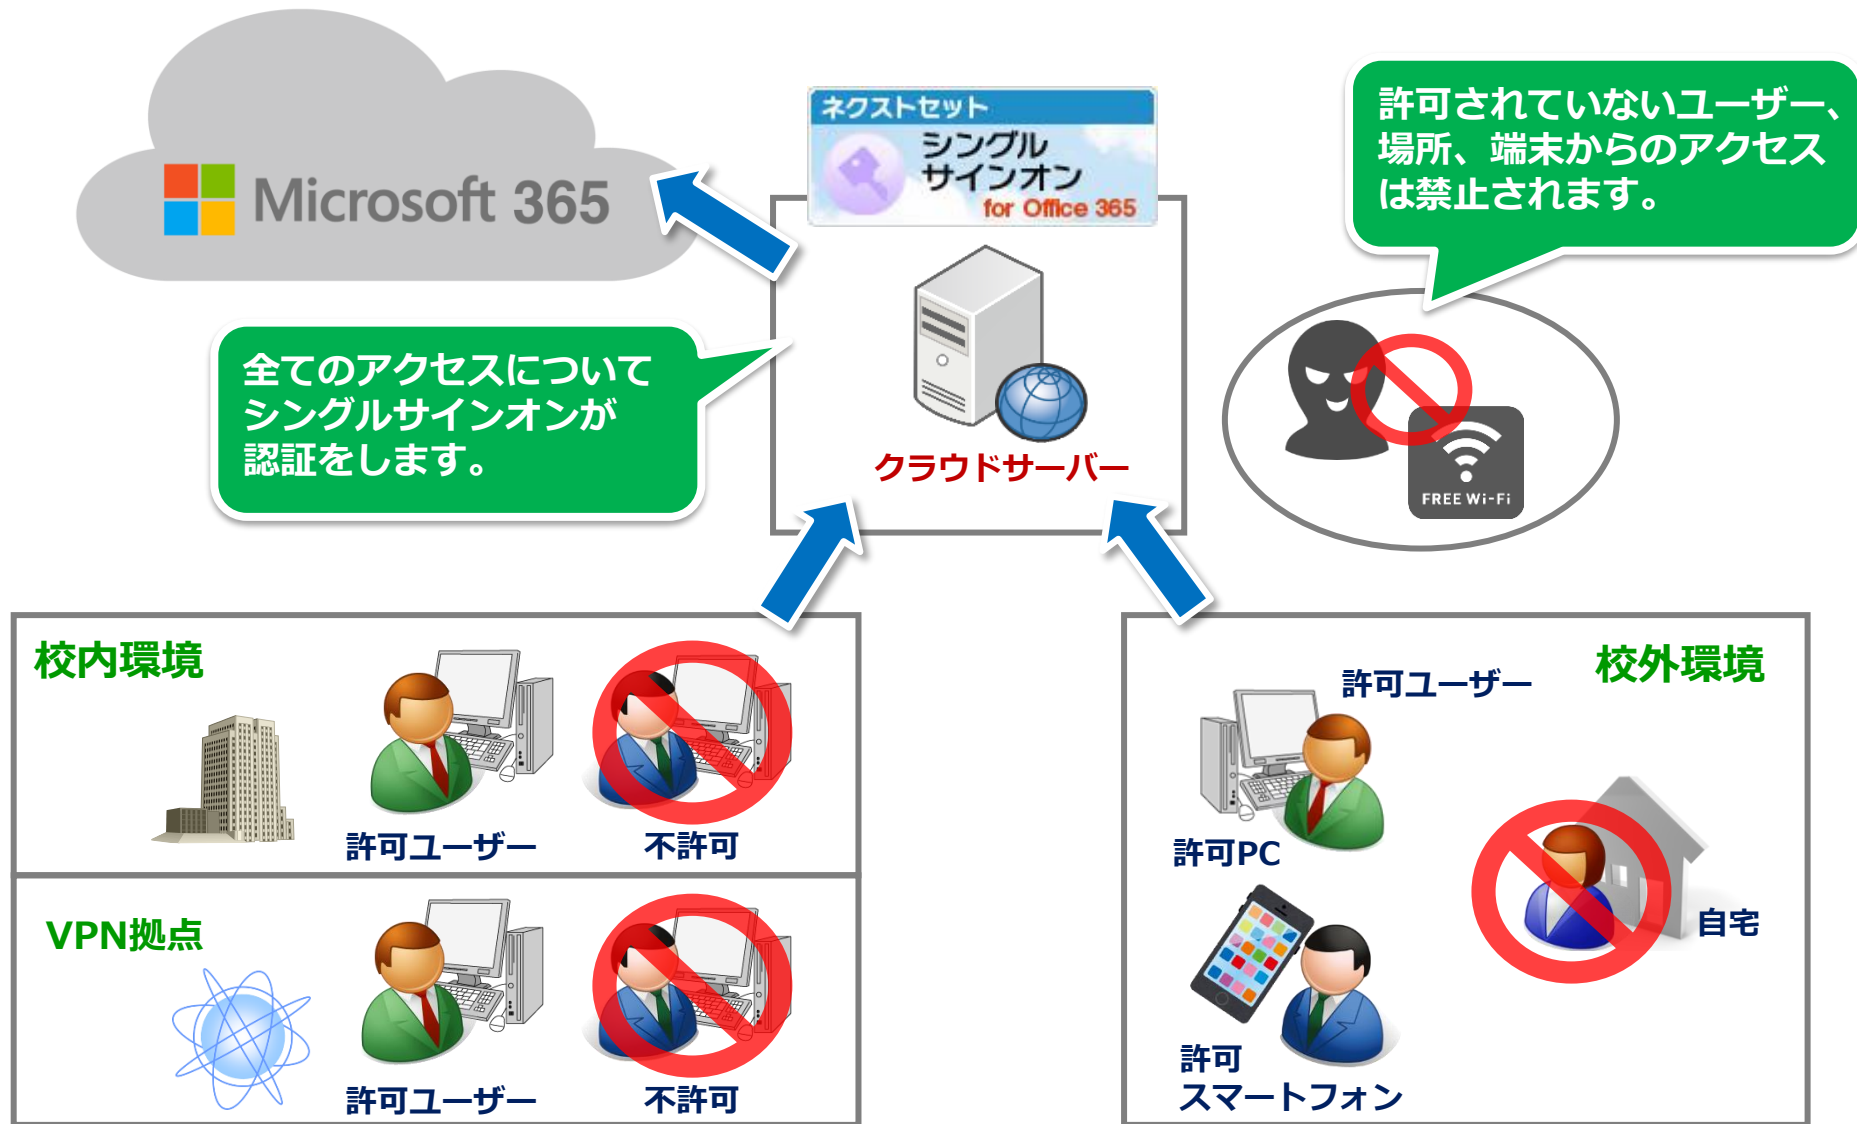 Microsoft 365
ネクストセット
シングル
サインオン
for Office 365
許可されていないユーザー、
場所、端末からのアクセス
は禁止されます。
全てのアクセスについて
シングルサインオンが
認証をします。
クラウドサーバー
FREE Wi-Fi
校内環境
許可ユーザー
不許可
VPN拠点
許可ユーザー
不許可
校外環境
許可ユーザー
許可PC
自宅
許可
スマートフォン